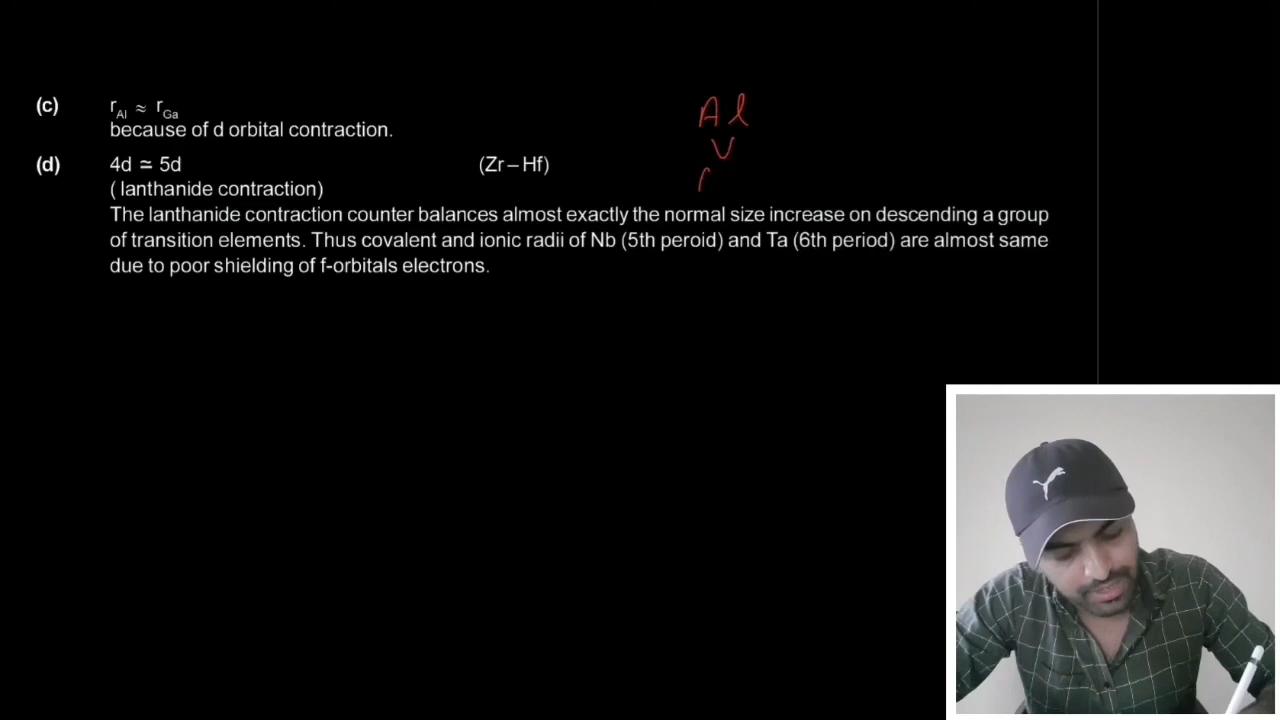 (c) r_Al ≈ r_Ga
because of d orbital contraction.
(d) 4d ≃ 5d (Zr – Hf)
( lanthanide contraction)
The lanthanide contraction counter balances almost exactly the normal size increase on descending a group
of transition elements. Thus covalent and ionic radii of Nb (5th peroid) and Ta (6th period) are almost same
due to poor shielding of f-orbitals electrons.
Al
V